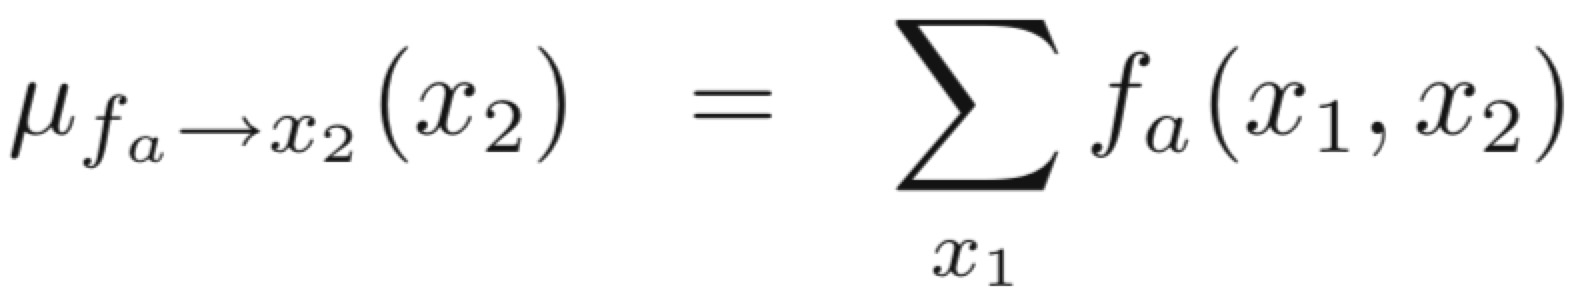 μ_{f_a→x_2}(x_2) = ∑_{x_1} f_a(x_1, x_2)